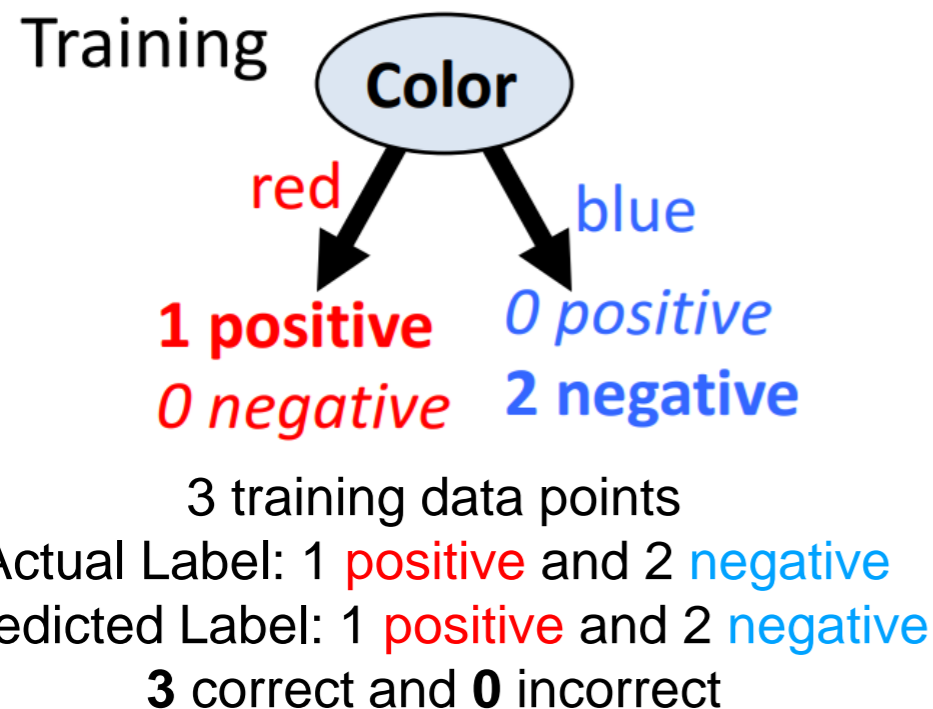 Training
Color
red
blue
1 positive
0 negative
0 positive
2 negative
3 training data points
Actual Label: 1 positive and 2 negative
edicted Label: 1 positive and 2 negative
3 correct and 0 incorrect